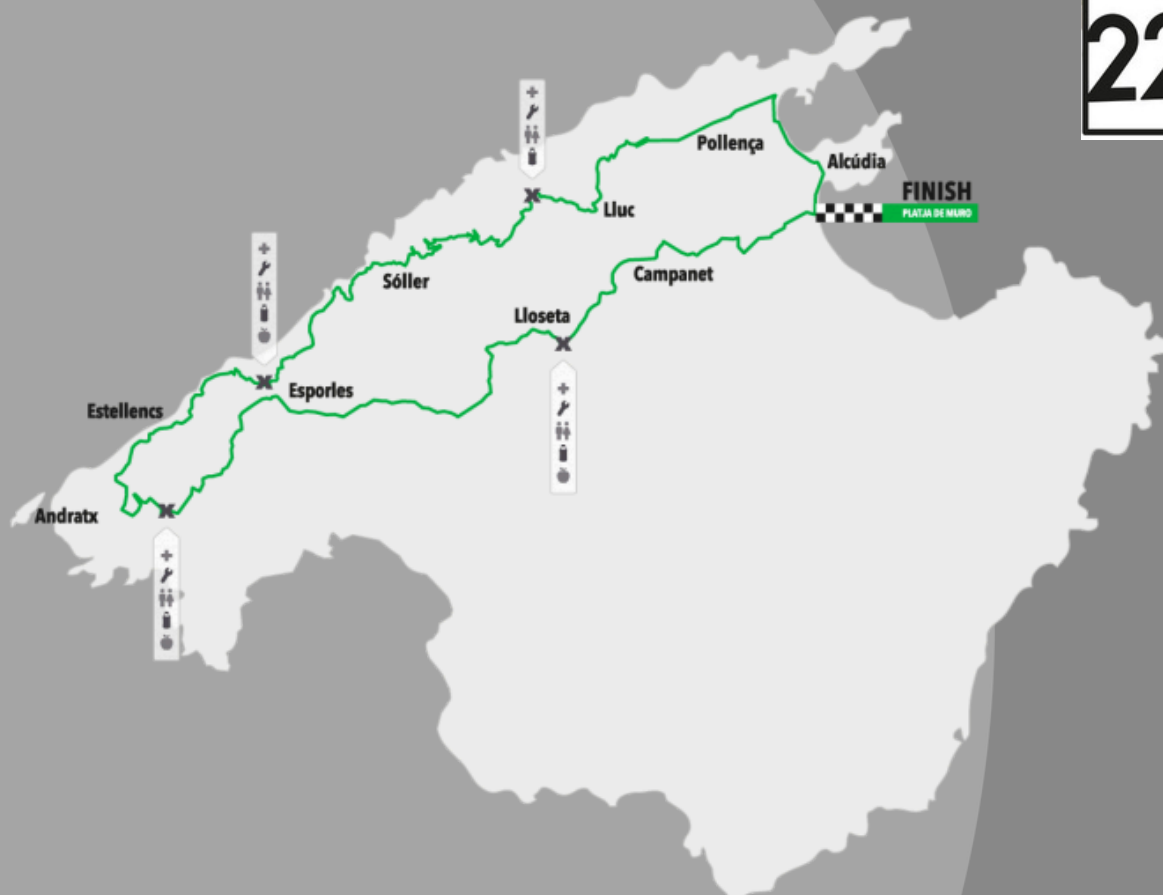 22
Pollença
Alcúdia
FINISH
PLATJA DE MURO
Lluc
Campanet
Sóller
Lloseta
Esporles
Estellencs
Andratx